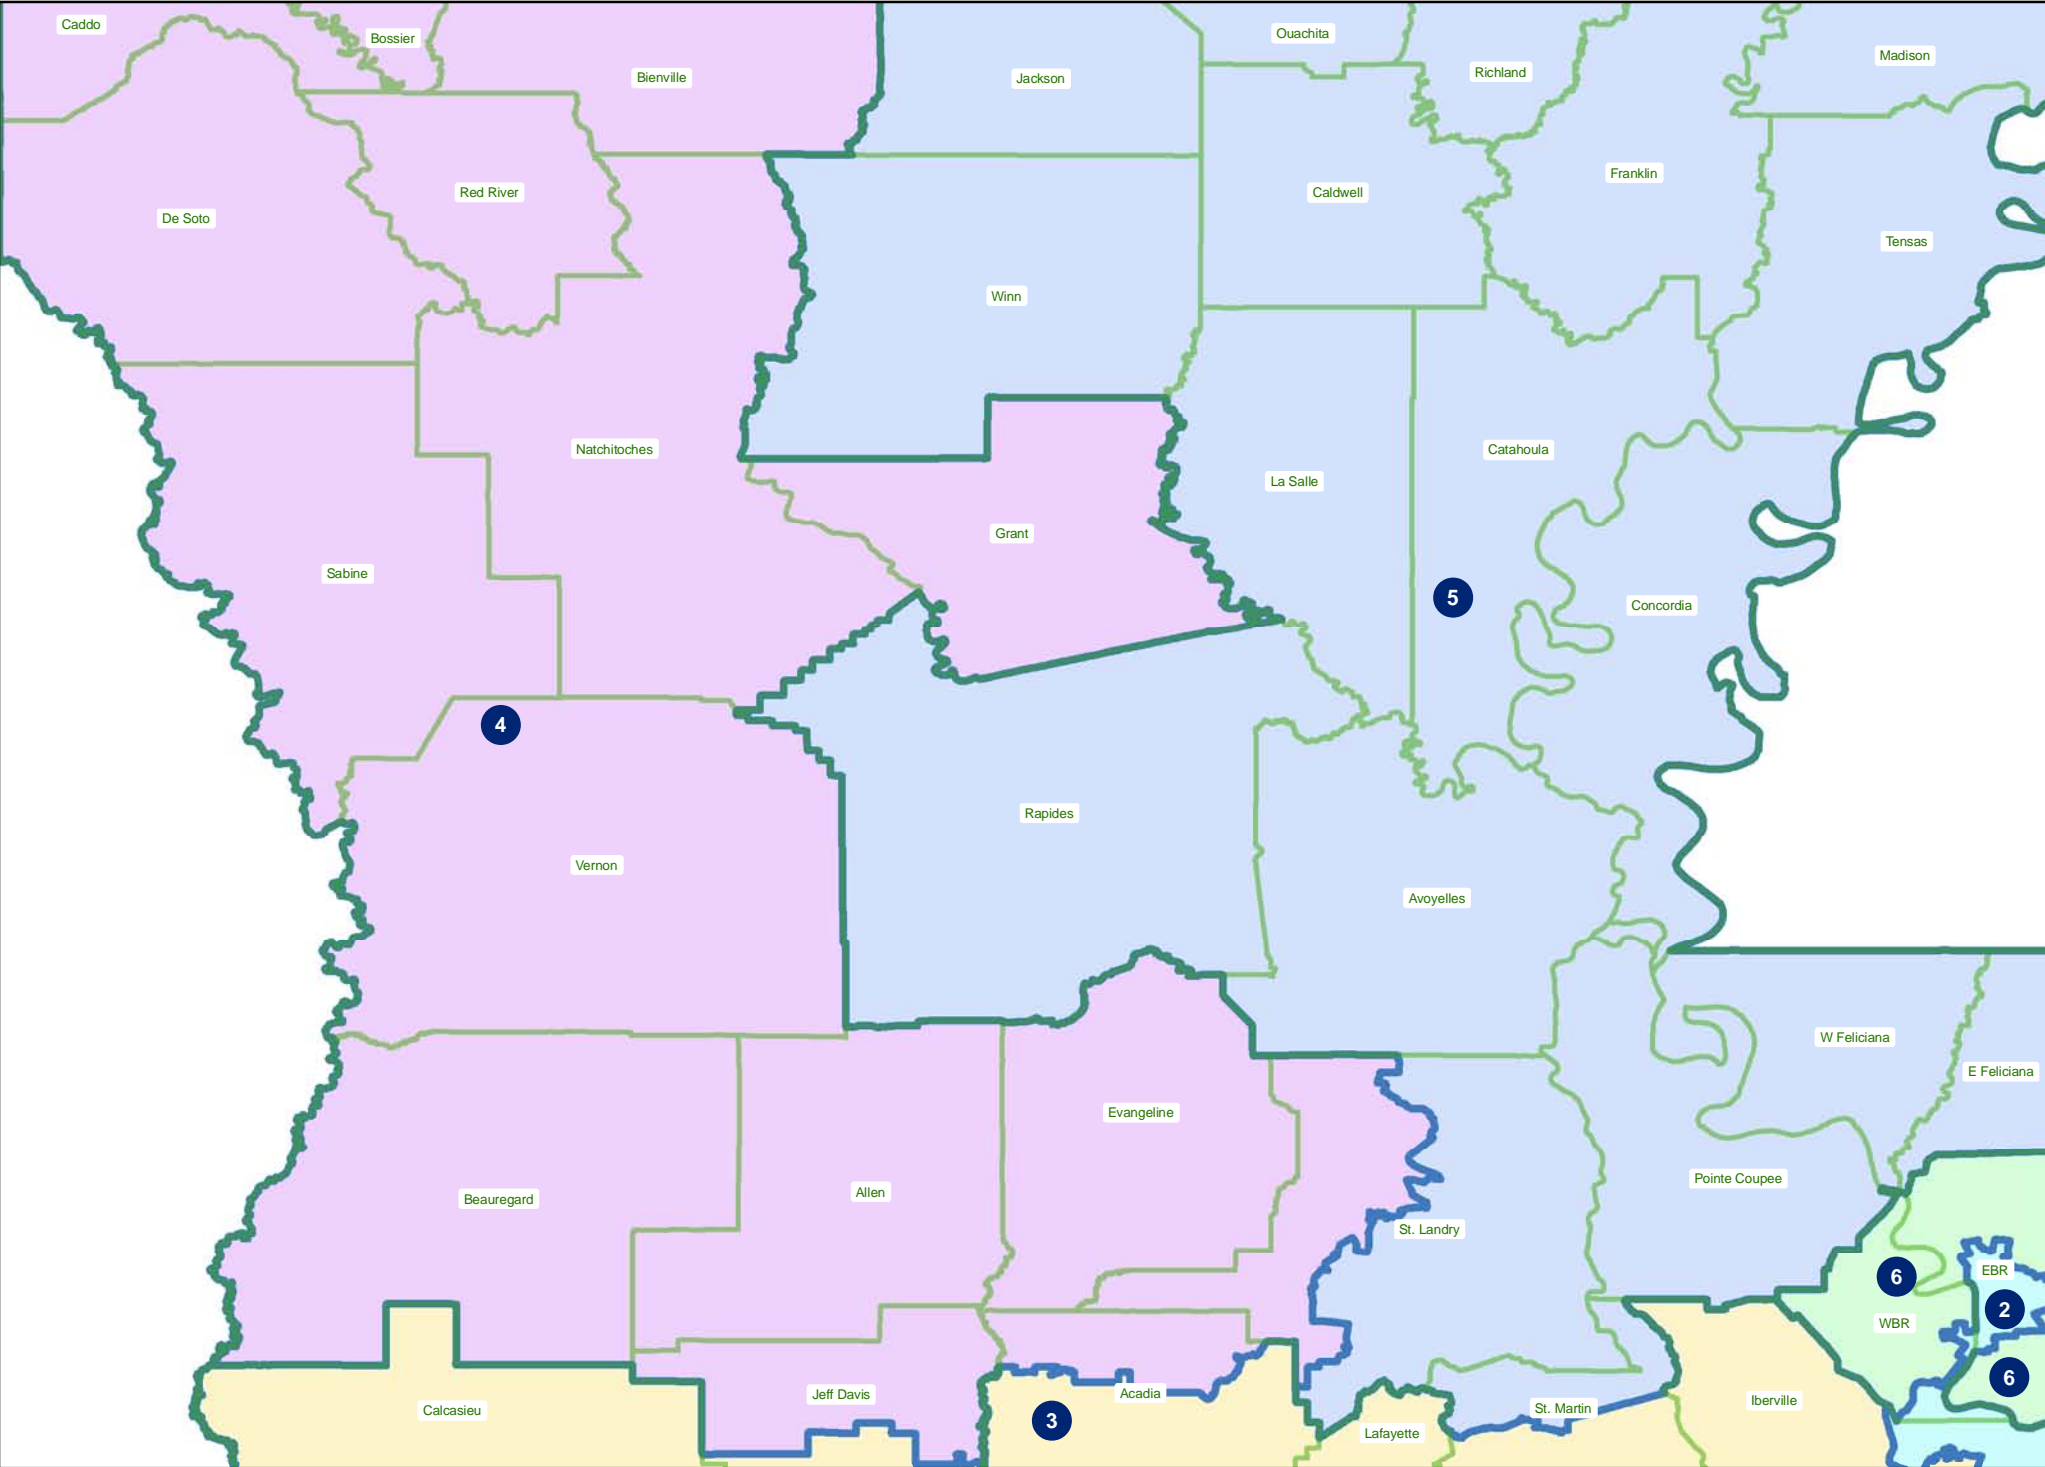 Caddo
Bossier
Ouachita
Madison
Richland
Bienville
Jackson
Franklin
Red River
Caldwell
De Soto
Tensas
Winn
Natchitoches
Catahoula
La Salle
Grant
Sabine
5
Concordia
4
Rapides
Vernon
Avoyelles
W Feliciana
E Feliciana
Evangeline
Pointe Coupee
Allen
Beauregard
St. Landry
EBR
6
2
WBR
6
Jeff Davis
Acadia
Iberville
St. Martin
Calcasieu
3
Lafayette